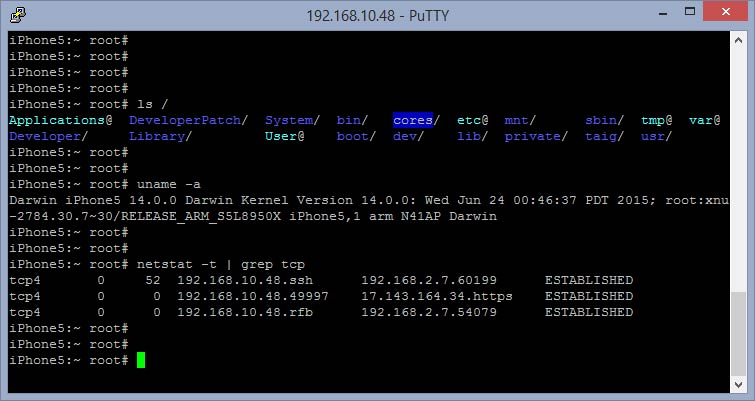 192.168.10.48 - PuTTY
iPhone5:~ root#
iPhone5:~ root#
iPhone5:~ root#
iPhone5:~ root#
iPhone5:~ root# ls /
Applications@ DeveloperPatch/ System/ bin/ cores/ etc@ mnt/ sbin/ tmp@ var@
Developer/ Library/ User@ boot/ dev/ lib/ private/ taig/ usr/
iPhone5:~ root#
iPhone5:~ root#
iPhone5:~ root# uname -a
Darwin iPhone5 14.0.0 Darwin Kernel Version 14.0.0: Wed Jun 24 00:46:37 PDT 2015; root:xnu
-2784.30.7~30/RELEASE_ARM_S5L8950X iPhone5,1 arm N41AP Darwin
iPhone5:~ root#
iPhone5:~ root#
iPhone5:~ root# netstat -t | grep tcp
tcp4 0 52 192.168.10.48.ssh 192.168.2.7.60199 ESTABLISHED
tcp4 0 0 192.168.10.48.49997 17.143.164.34.https ESTABLISHED
tcp4 0 0 192.168.10.48.rfb 192.168.2.7.54079 ESTABLISHED
iPhone5:~ root#
iPhone5:~ root#
iPhone5:~ root#